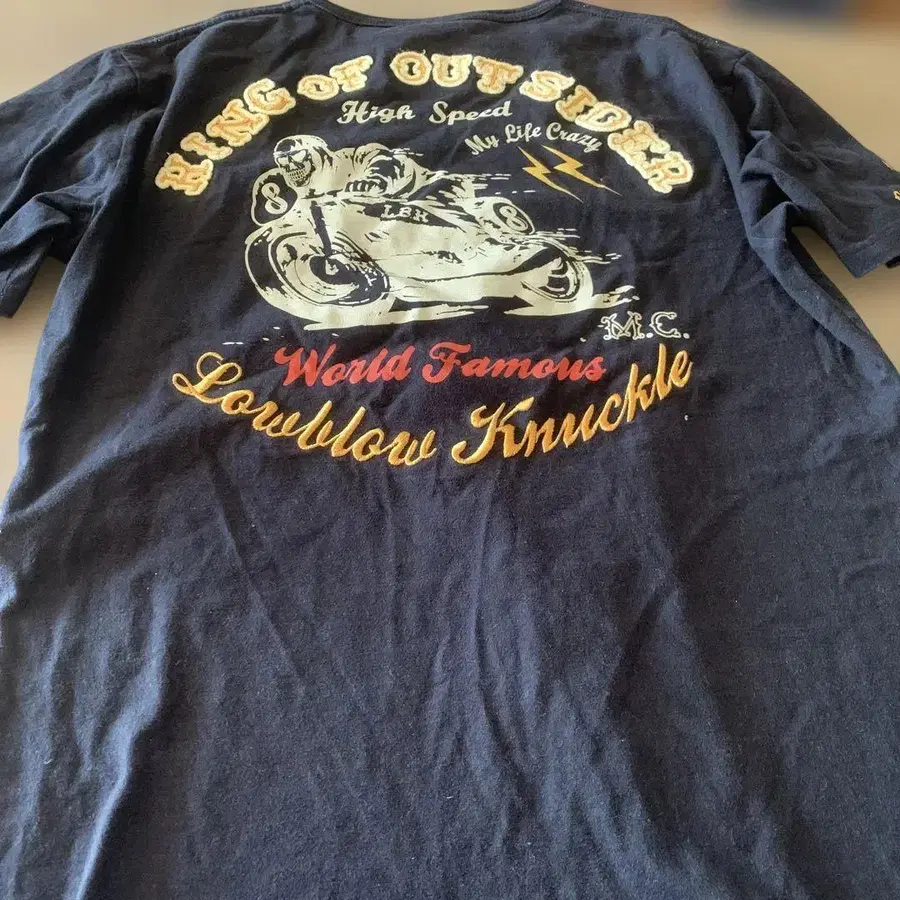 KING OF OUTSIDER
High Speed
My Life Crazy
8
LBK
8
M.C.
World Famous
Lowblow Knuckle